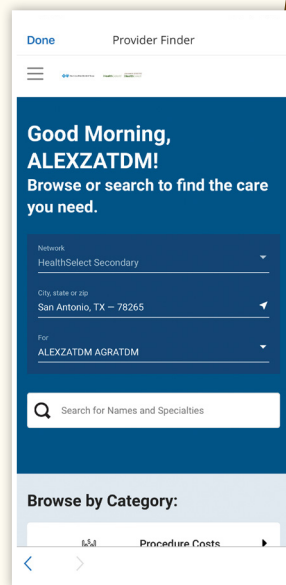 Done Provider Finder
Good Morning,
ALEXZATDM!
Browse or search to find the care
you need.
Network
HealthSelect Secondary
City, state or zip
San Antonio, TX – 78265
For
ALEXZATDM AGRATDM
Search for Names and Specialties
Browse by Category:
Procedure Costs